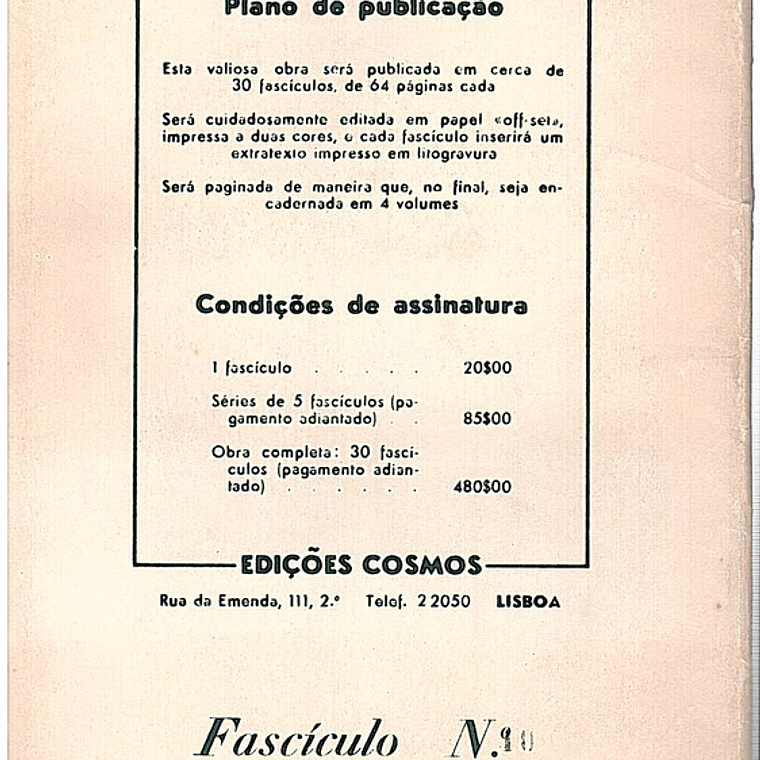 Plano de publicação
Esta valiosa obra será publicada em cerca de
30 fascículos, de 64 páginas cada
Será cuidadosamente editada em papel «off-set»,
impressa a duas cores, e cada fascículo inserirá um
extratexto impresso em litogravura
Será paginada de maneira que, no final, seja en-
cadernada em 4 volumes
Condições de assinatura
1 fascículo . . . . . 20$00
Séries de 5 fascículos (pa-
gamento adiantado) . . 85$00
Obra completa: 30 fascí-
culos (pagamento adian-
tado) . . . . . . 480$00
EDIÇÕES COSMOS
Rua da Emenda, 111, 2.º Telef. 2 2050 LISBOA
Fascículo N.º